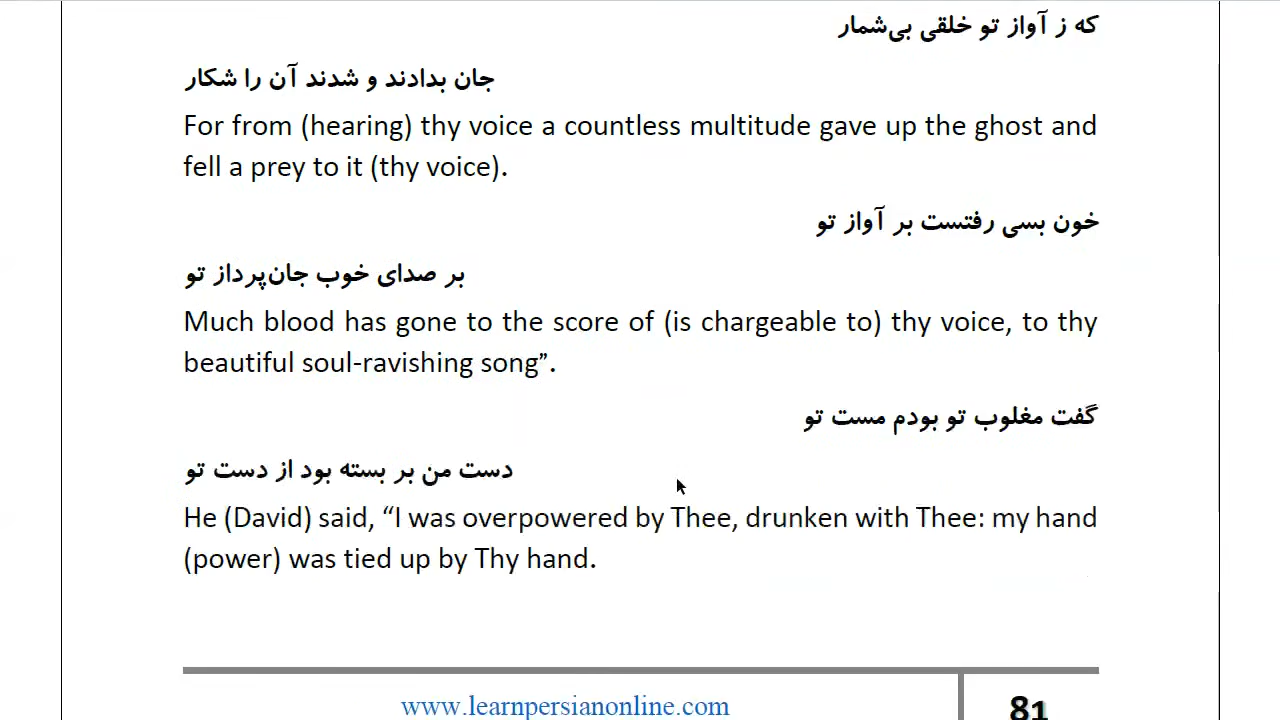 که ز آواز تو خلقی بی‌شمار
جان بدادند و شدند آن را شکار
For from (hearing) thy voice a countless multitude gave up the ghost and
fell a prey to it (thy voice).
خون بسی رفتست بر آواز تو
بر صدای خوب جان‌پرداز تو
Much blood has gone to the score of (is chargeable to) thy voice, to thy
beautiful soul-ravishing song”.
گفت مغلوب تو بودم مست تو
دست من بر بسته بود از دست تو
He (David) said, “I was overpowered by Thee, drunken with Thee: my hand
(power) was tied up by Thy hand.
www.learnpersianonline.com
81